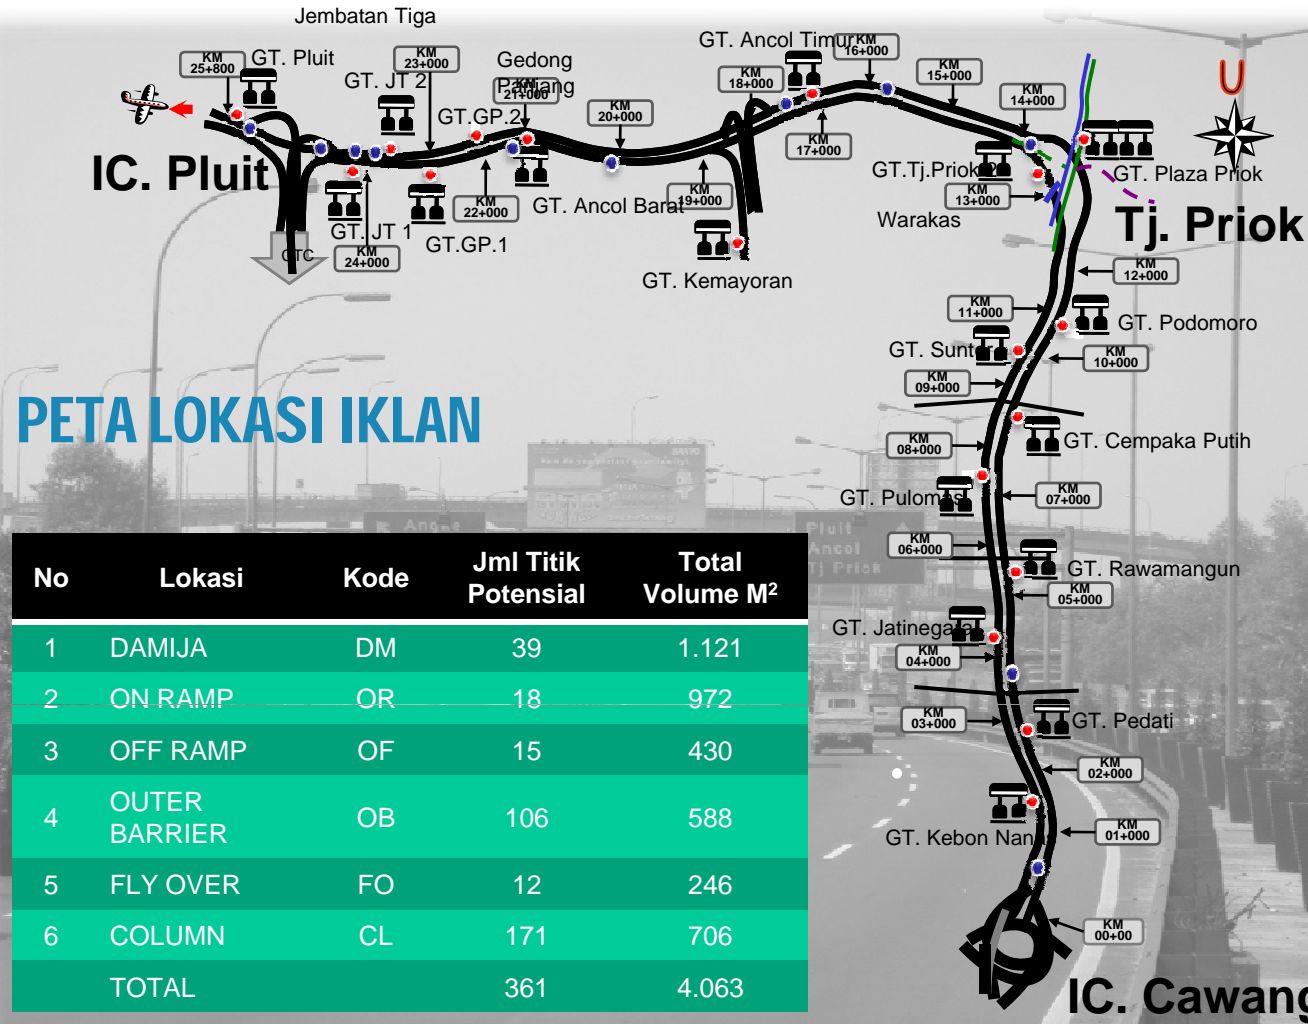 Jembatan Tiga
KM
25+800
GT. Pluit
GT. JT 2
KM
23+000
Gedong
Panjang
KM
21+000
GT.GP.2
KM
20+000
KM
18+000
GT. Ancol Timur
KM
16+000
KM
15+000
KM
14+000
KM
17+000
U
IC. Pluit
CTC
GT. JT 1
KM
24+000
GT.GP.1
KM
22+000
GT. Ancol Barat
KM
19+000
GT. Kemayoran
GT.Tj.Priok
KM
13+000
Warakas
GT. Plaza Priok
Tj. Priok
KM
12+000
KM
11+000
GT. Podomoro
GT. Sunter
KM
10+000
KM
09+000
GT. Cempaka Putih
KM
08+000
GT. Pulomas
KM
07+000
KM
06+000
GT. Rawamangun
KM
05+000
GT. Jatinegara
KM
04+000
KM
03+000
GT. Pedati
KM
02+000
GT. Kebon Nanas
KM
01+000
KM
00+00
IC. Cawang
PETA LOKASI IKLAN
SANYO
Angke
Pluit
Ancol
Tj Priok
No Lokasi Kode Jml Titik Potensial Total Volume M²
1 DAMIJA DM 39 1.121
2 ON RAMP OR 18 972
3 OFF RAMP OF 15 430
4 OUTER BARRIER OB 106 588
5 FLY OVER FO 12 246
6 COLUMN CL 171 706
TOTAL 361 4.063